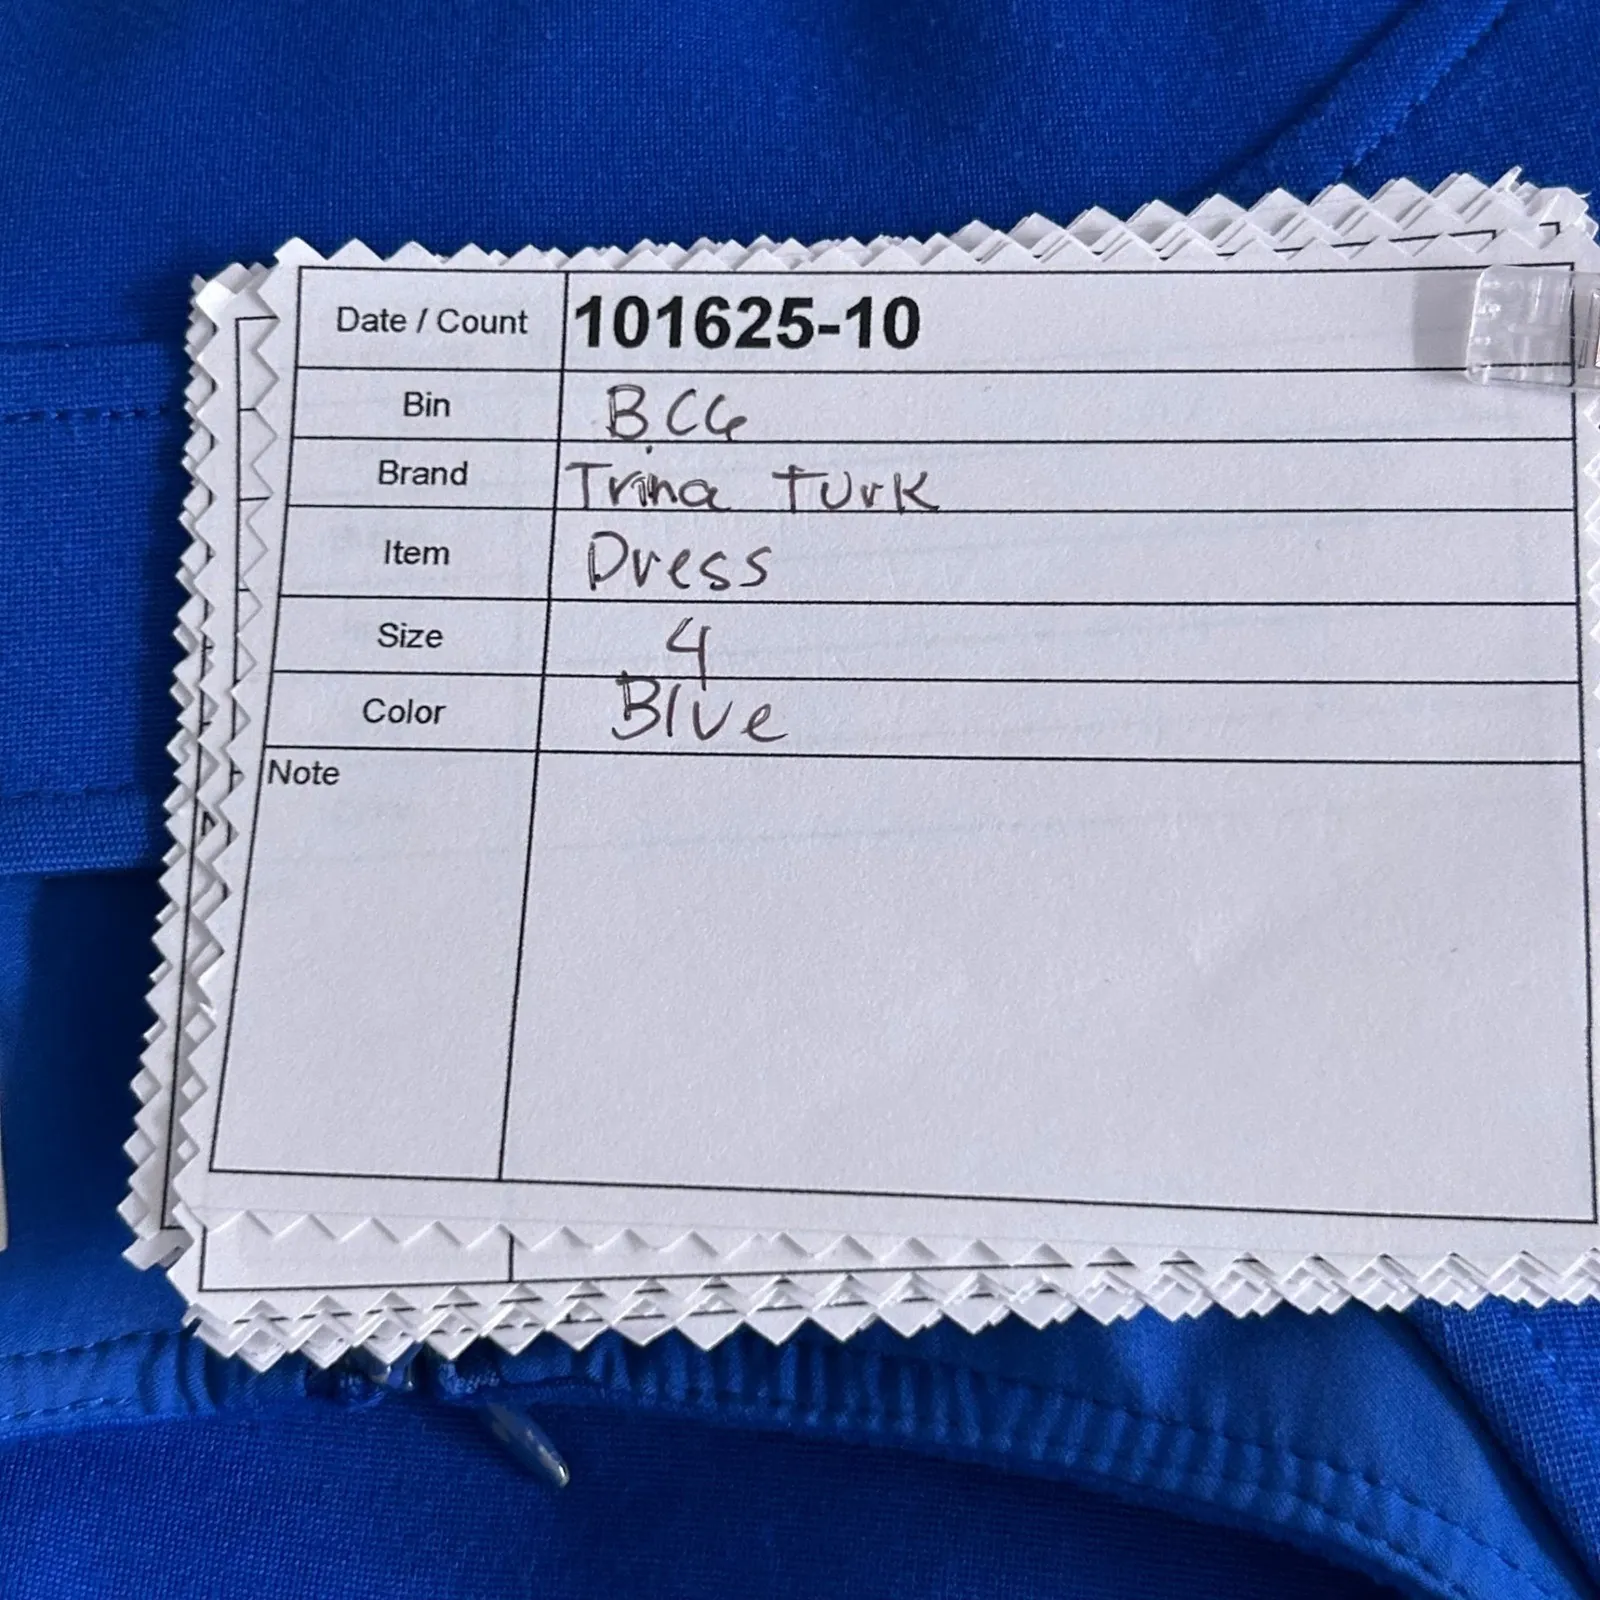 Date / Count 101625-10
Bin BC6
Brand Trina Turk
Item Dress
Size 4
Color Blue
Note